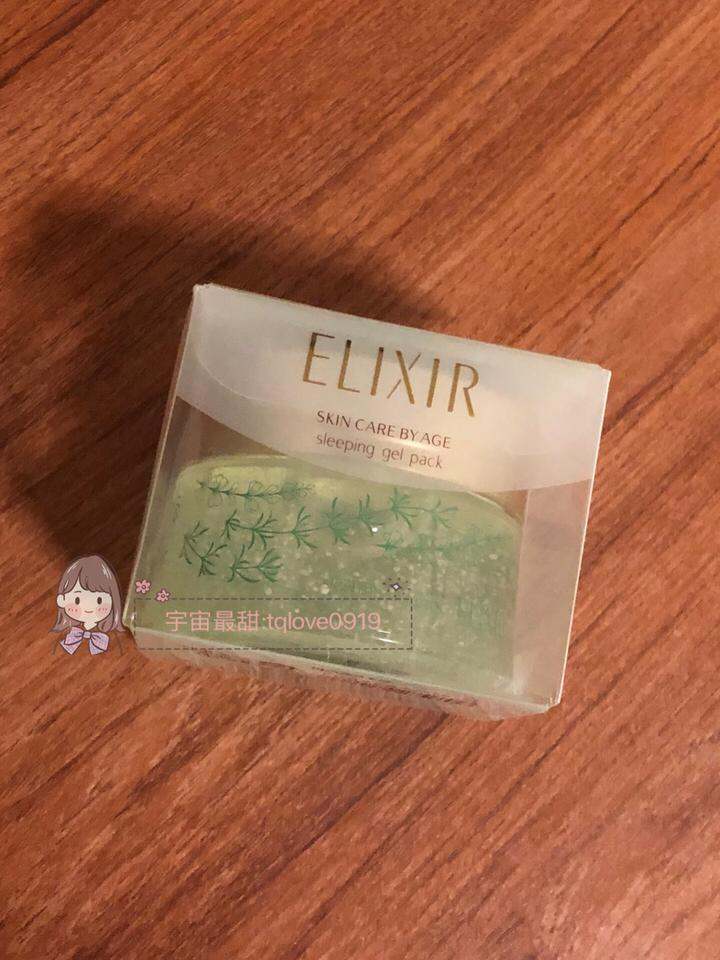 ELIXIR
SKIN CARE BY AGE
sleeping gel pack
宇宙最甜:tqlove0919